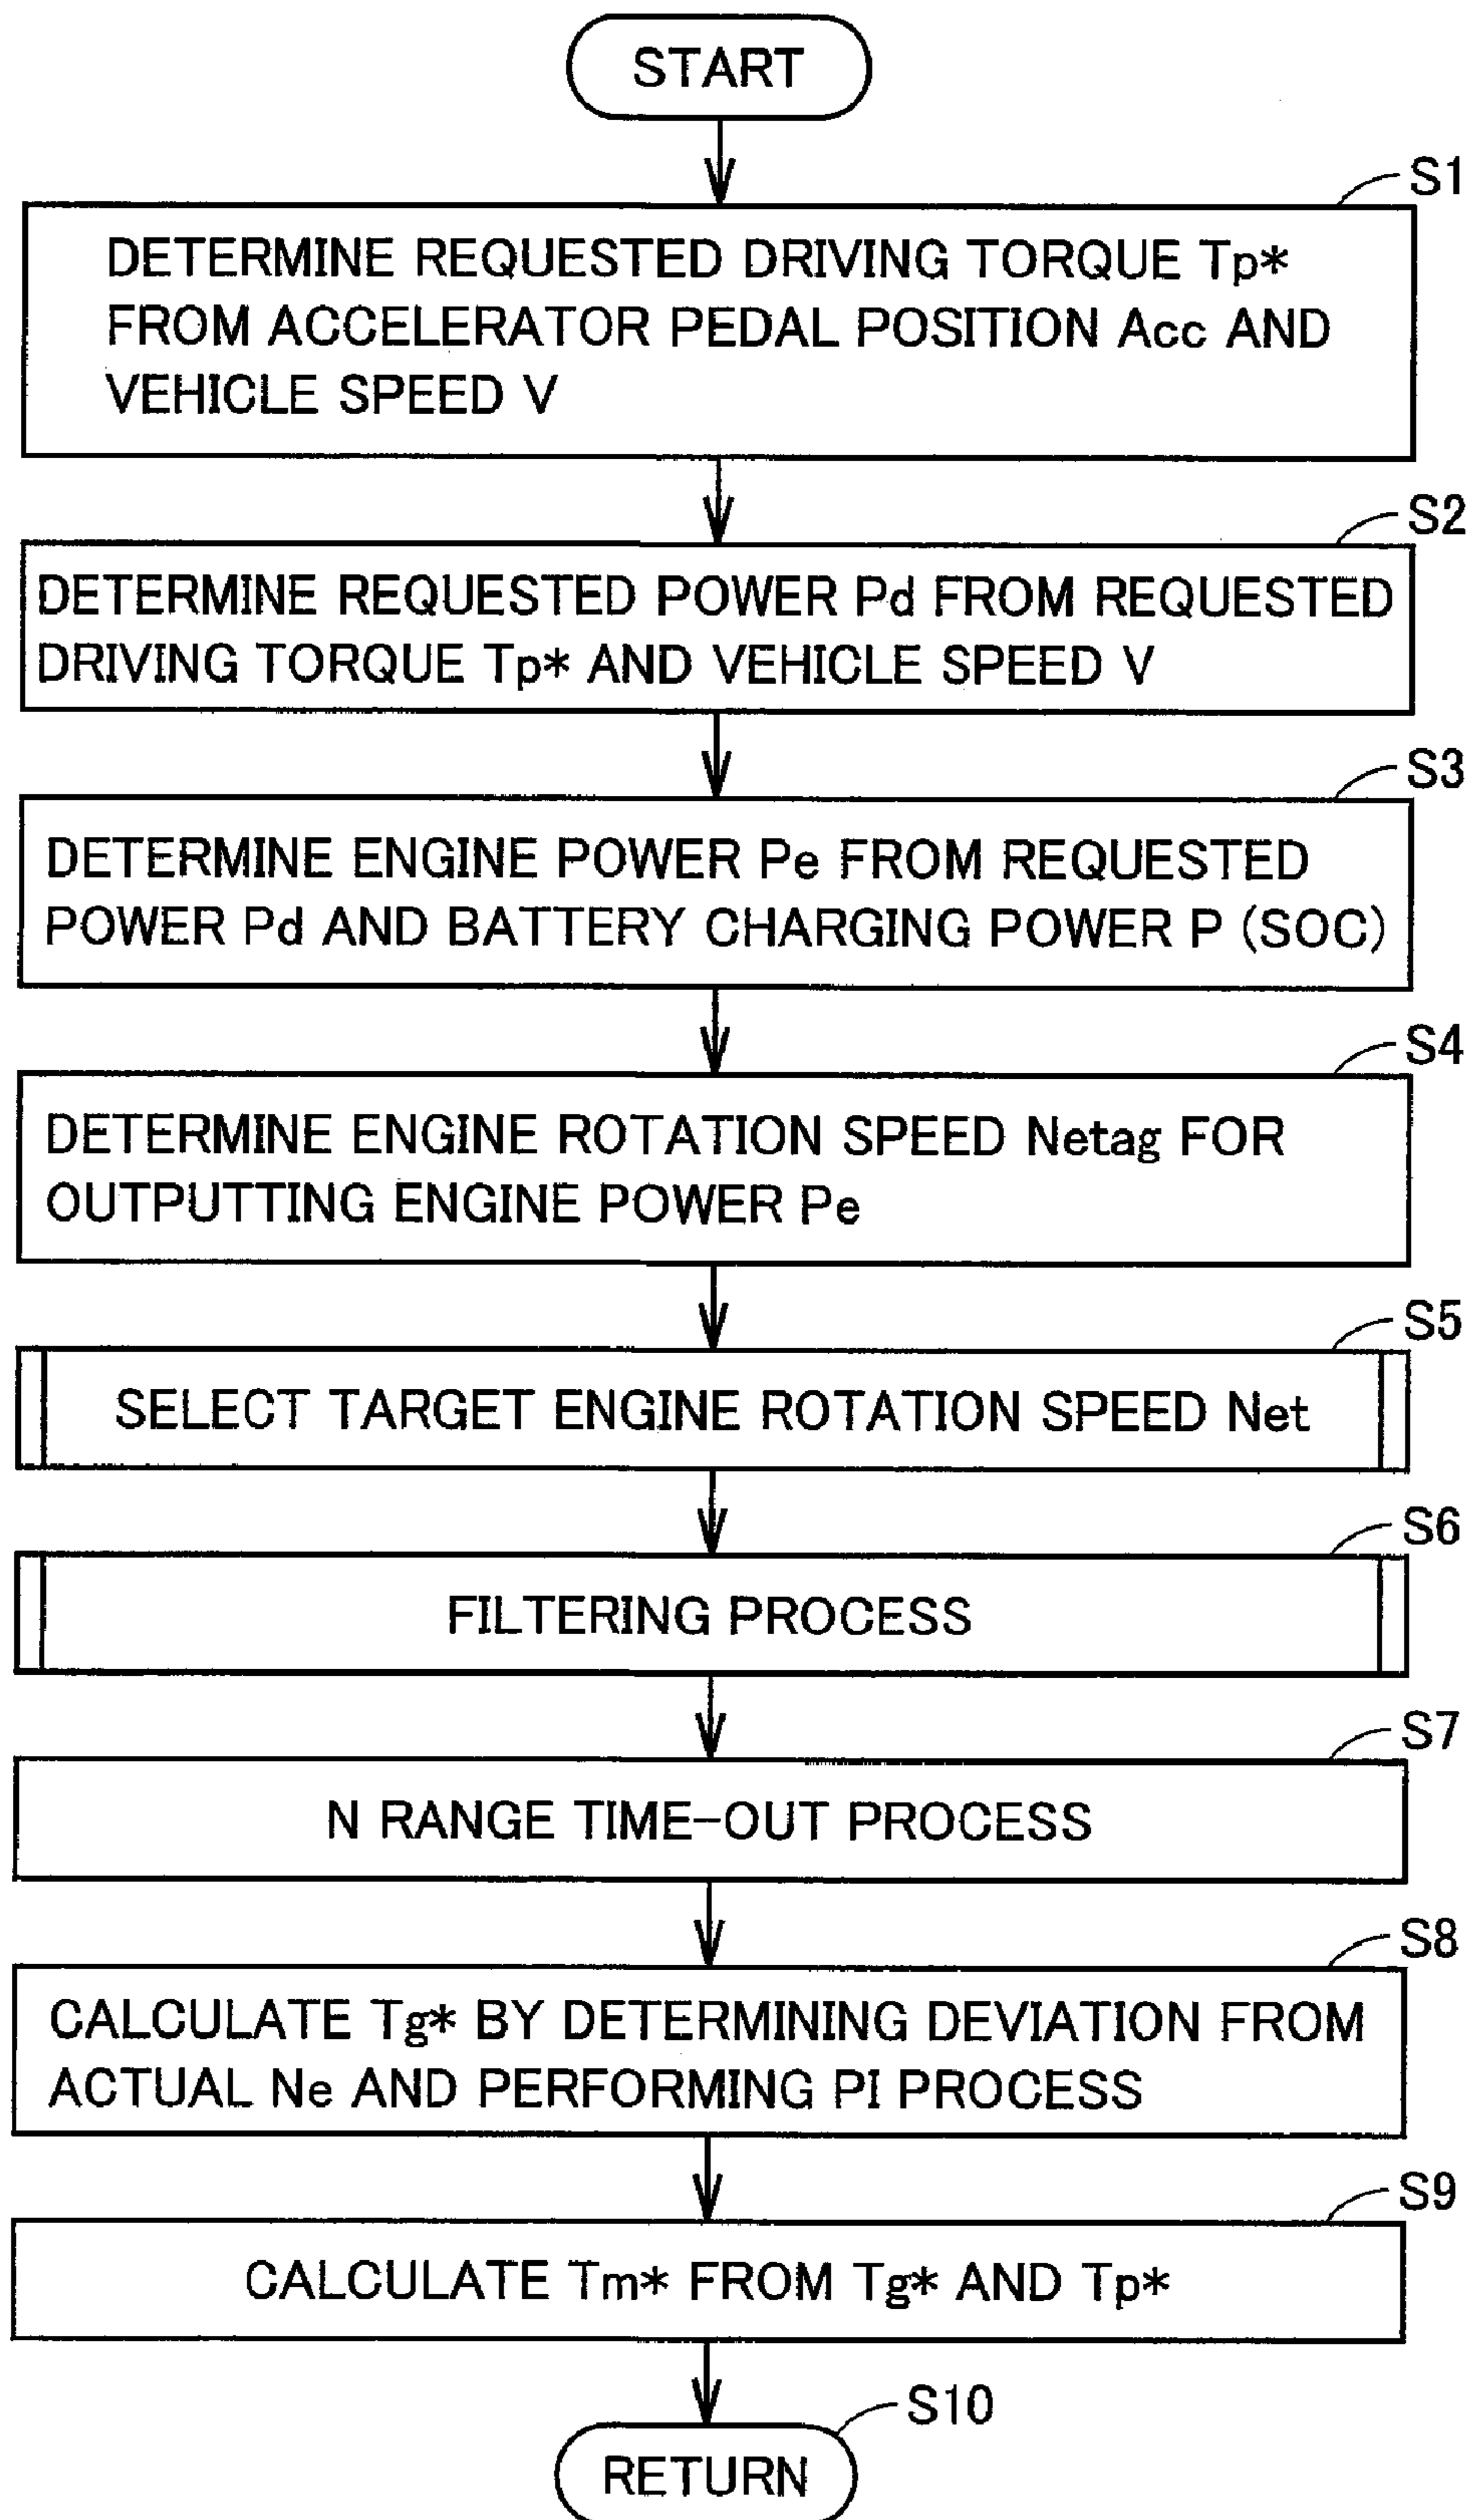 START
S1
DETERMINE REQUESTED DRIVING TORQUE Tp*
FROM ACCELERATOR PEDAL POSITION Acc AND
VEHICLE SPEED V
S2
DETERMINE REQUESTED POWER Pd FROM REQUESTED
DRIVING TORQUE Tp* AND VEHICLE SPEED V
S3
DETERMINE ENGINE POWER Pe FROM REQUESTED
POWER Pd AND BATTERY CHARGING POWER P (SOC)
S4
DETERMINE ENGINE ROTATION SPEED Netag FOR
OUTPUTTING ENGINE POWER Pe
S5
SELECT TARGET ENGINE ROTATION SPEED Net
S6
FILTERING PROCESS
S7
N RANGE TIME-OUT PROCESS
S8
CALCULATE Tg* BY DETERMINING DEVIATION FROM
ACTUAL Ne AND PERFORMING PI PROCESS
S9
CALCULATE Tm* FROM Tg* AND Tp*
S10
RETURN